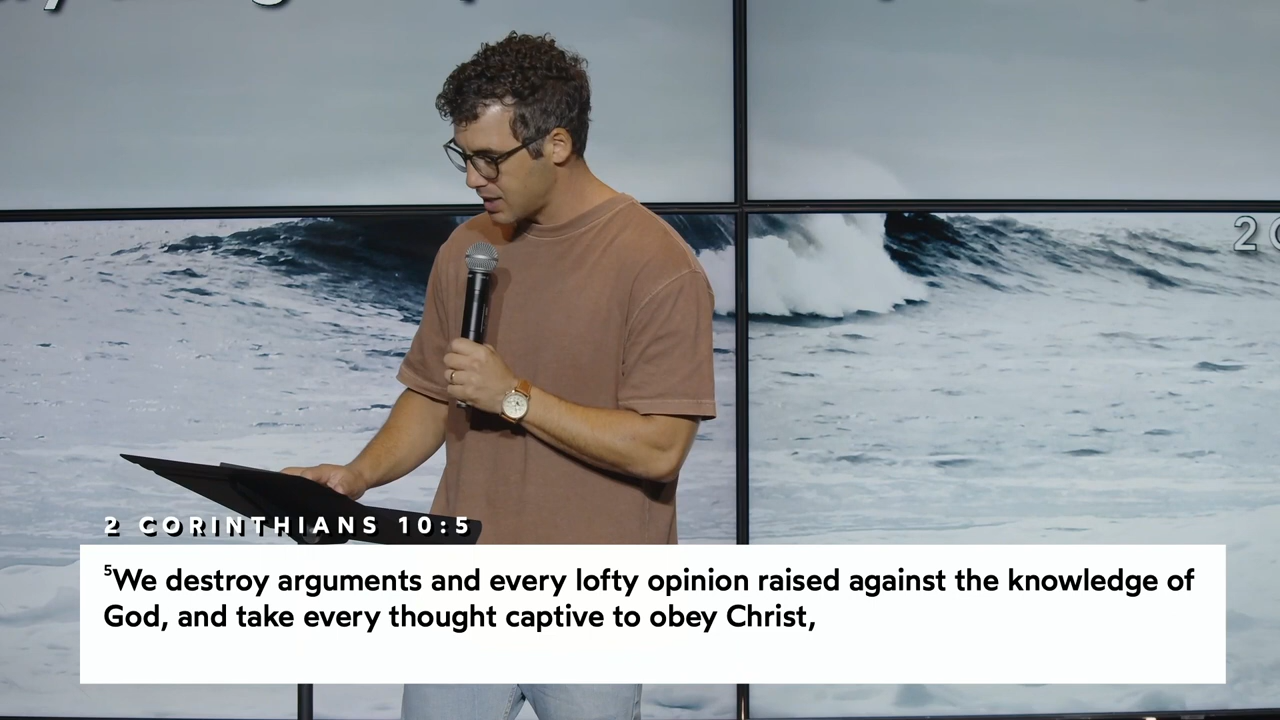 2 CORINTHIANS 10:5
⁵We destroy arguments and every lofty opinion raised against the knowledge of
God, and take every thought captive to obey Christ,